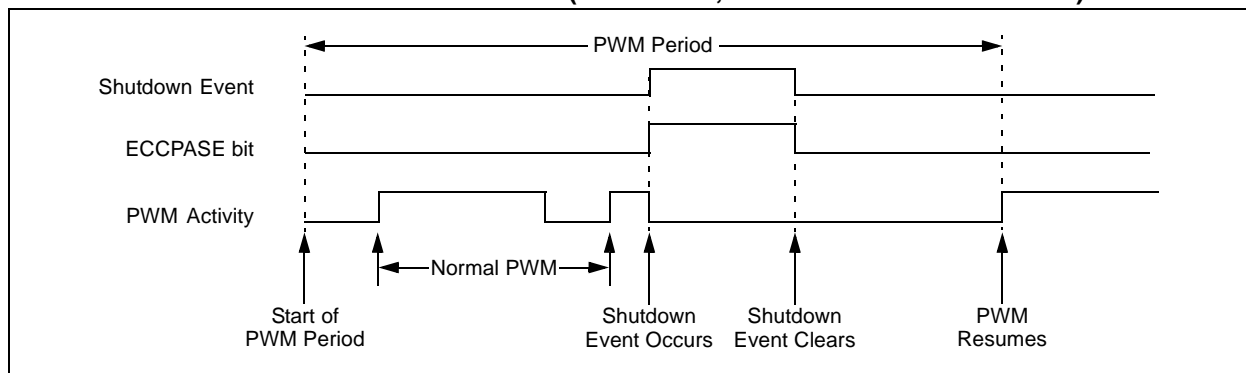 PWM Period
Shutdown Event
ECCPASE bit
PWM Activity
Normal PWM
Start of
PWM Period
Shutdown
Event Occurs
Shutdown
Event Clears
PWM
Resumes